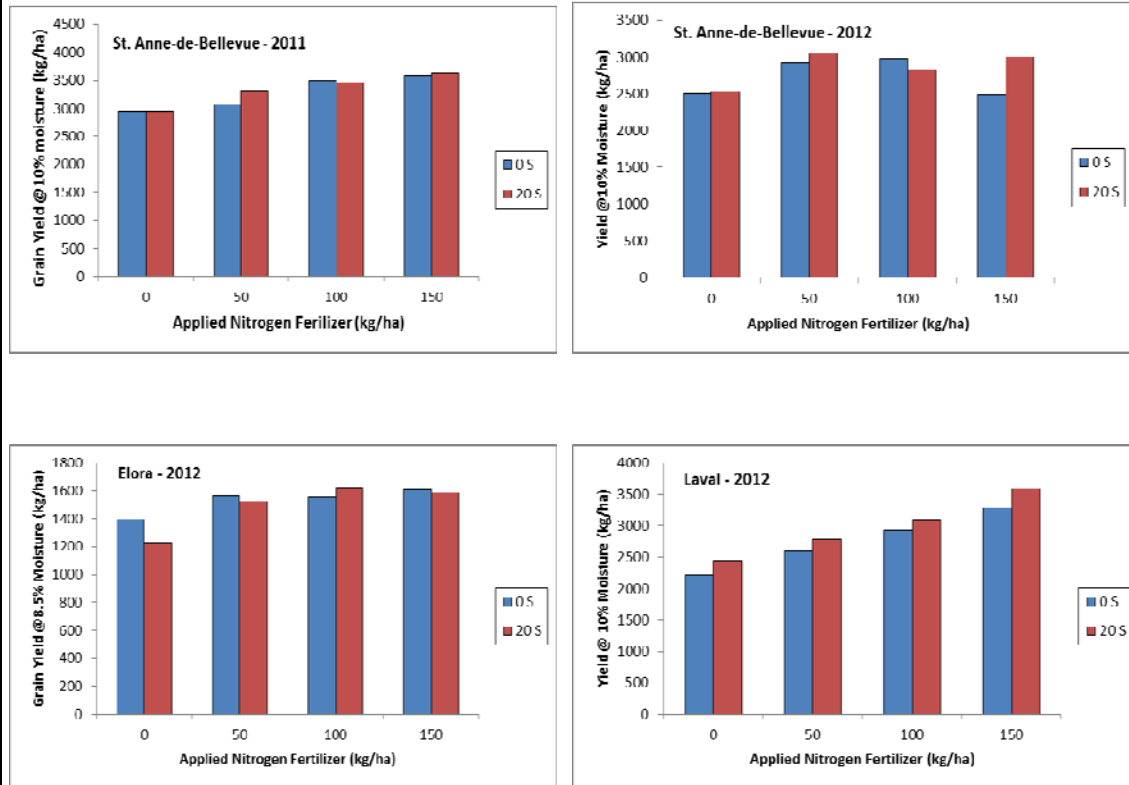 St. Anne-de-Bellevue - 2011
Grain Yield @10% moisture (kg/ha)
4500
4000
3500
3000
2500
2000
1500
1000
500
0
0 50 100 150
Applied Nitrogen Ferilizer (kg/ha)
0 S
20 S
St. Anne-de-Bellevue - 2012
Yield @10% Moisture (kg/ha)
3500
3000
2500
2000
1500
1000
500
0
0 50 100 150
Applied Nitrogen Fertilizer (kg/ha)
0 S
20 S
Elora - 2012
Grain Yield @8.5% Moisture (kg/ha)
1800
1600
1400
1200
1000
800
600
400
200
0
0 50 100 150
Applied Nitrogen Fertilizer (kg/ha)
0 S
20 S
Laval - 2012
Yield @ 10% Moisture (kg/ha)
4000
3500
3000
2500
2000
1500
1000
500
0
0 50 100 150
Applied Nitrogen Fertilizer (kg/ha)
0 S
20 S